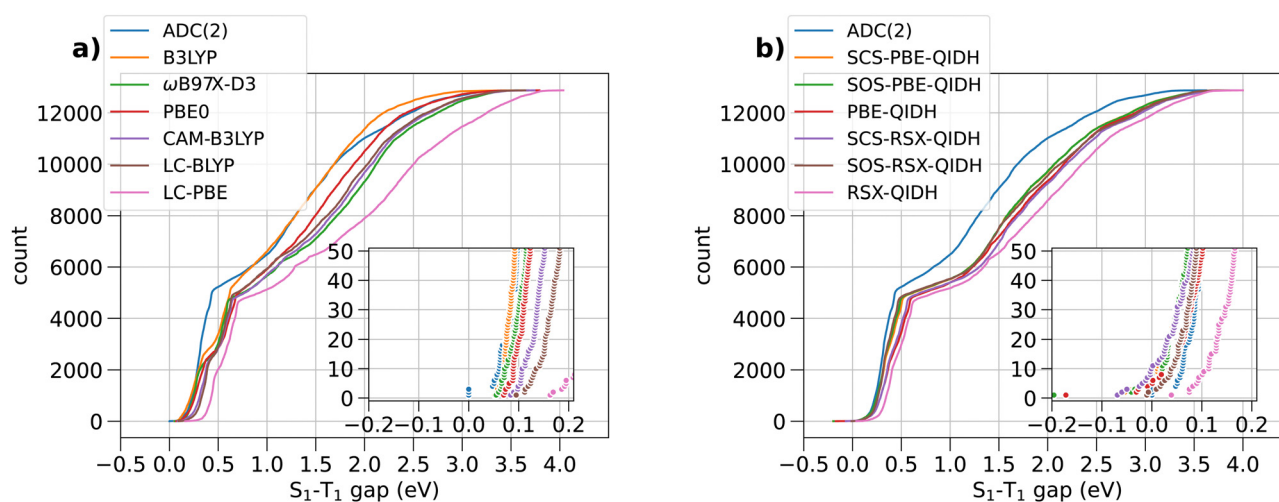 a)
ADC(2)
B3LYP
ωB97X-D3
PBE0
CAM-B3LYP
LC-BLYP
LC-PBE
count
12000
10000
8000
6000
4000
2000
0
50
40
30
20
10
0
−0.2 −0.1 0.0 0.1 0.2
−0.5 0.0 0.5 1.0 1.5 2.0 2.5 3.0 3.5 4.0
S₁-T₁ gap (eV)
b)
ADC(2)
SCS-PBE-QIDH
SOS-PBE-QIDH
PBE-QIDH
SCS-RSX-QIDH
SOS-RSX-QIDH
RSX-QIDH
count
12000
10000
8000
6000
4000
2000
0
50
40
30
20
10
0
−0.2 −0.1 0.0 0.1 0.2
−0.5 0.0 0.5 1.0 1.5 2.0 2.5 3.0 3.5 4.0
S₁-T₁ gap (eV)